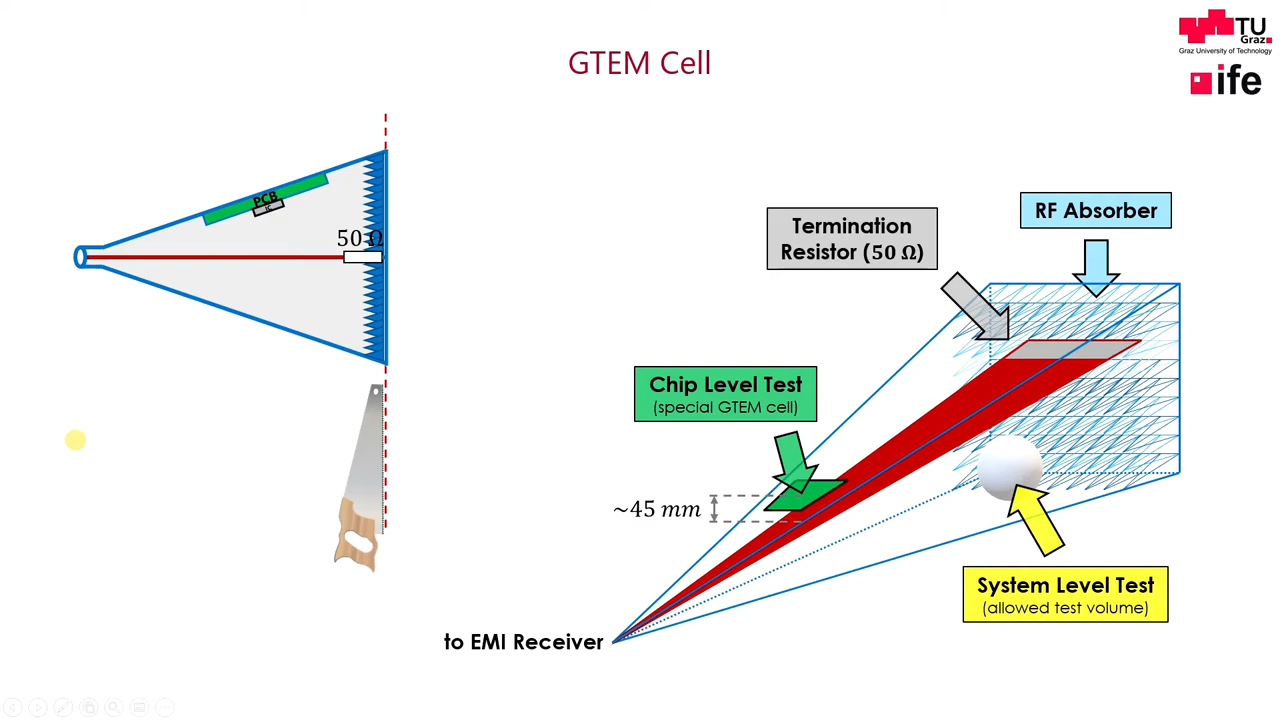 GTEM Cell
TU
Graz
Graz University of Technology
ife
PCB
IC
50 Ω
Termination
Resistor (50 Ω)
RF Absorber
Chip Level Test
(special GTEM cell)
~45 mm
System Level Test
(allowed test volume)
to EMI Receiver